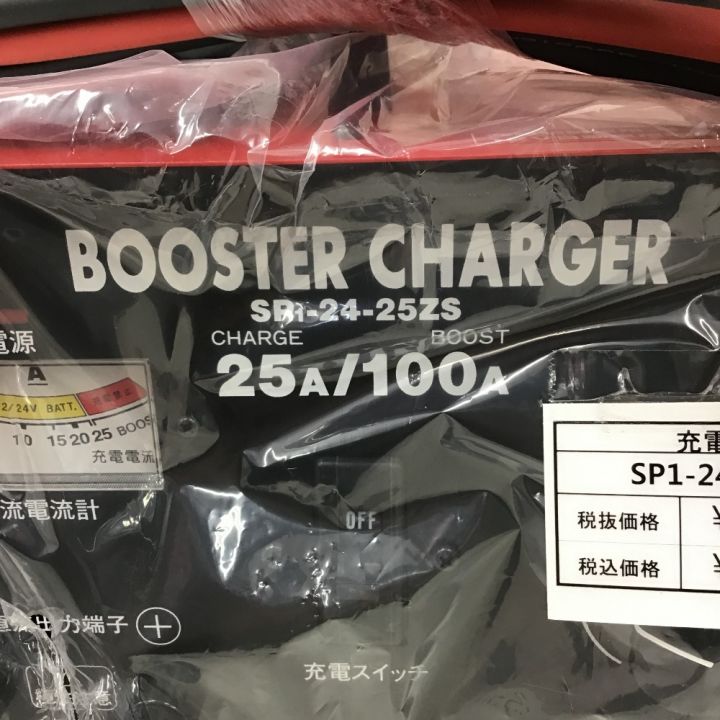 BOOSTER CHARGER
SP1-24-25ZS
CHARGE BOOST
25A/100A
電源
A
2/24V BATT.
10 15 20 25 BOOS
充電電流
流電流計
OFF
力端子 +
充電スイッチ
充電
SP1-24
税抜価格 ¥
税込価格 ¥